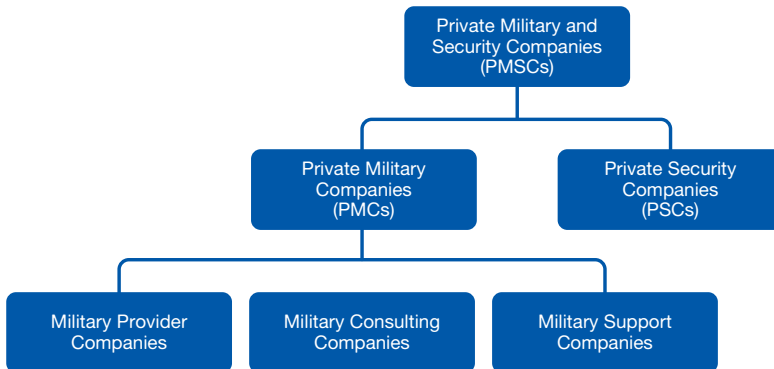 Private Military and
Security Companies
(PMSCs)
Private Military
Companies
(PMCs)
Private Security
Companies
(PSCs)
Military Provider
Companies
Military Consulting
Companies
Military Support
Companies